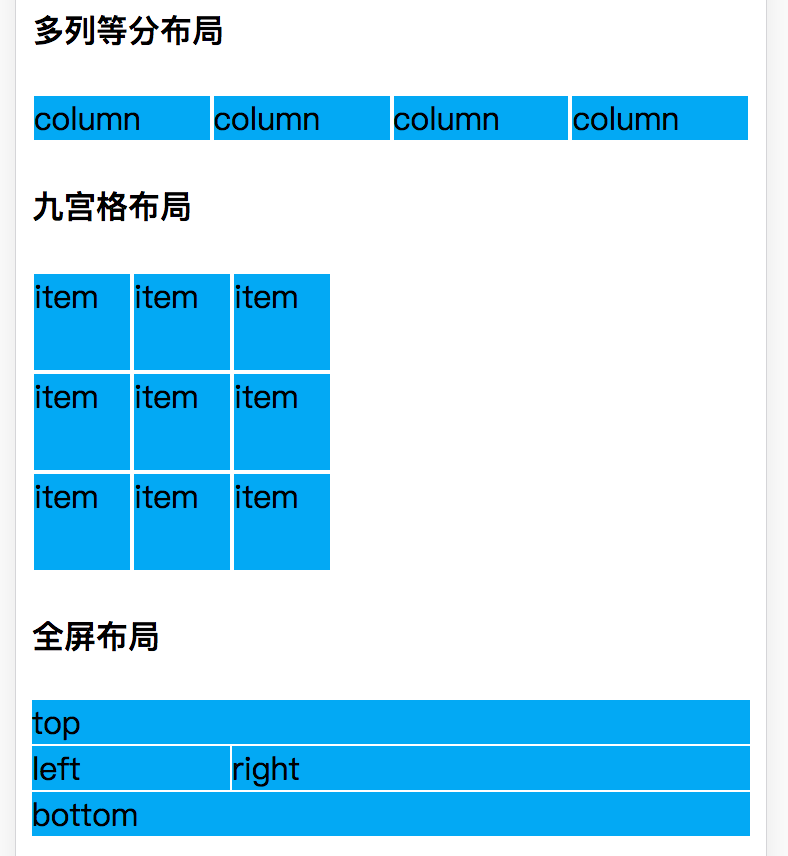 多列等分布局
column column column column
九宫格布局
item item item
item item item
item item item
全屏布局
top
left right
bottom